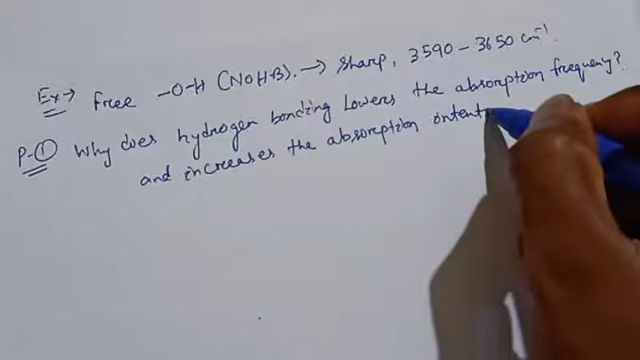 Ex→ Free -O-H (NO H·B). → sharp, 3590 - 3650 cm⁻¹.
P-① Why does hydrogen bonding lowers the absorption frequency?
and increases the absorption intent